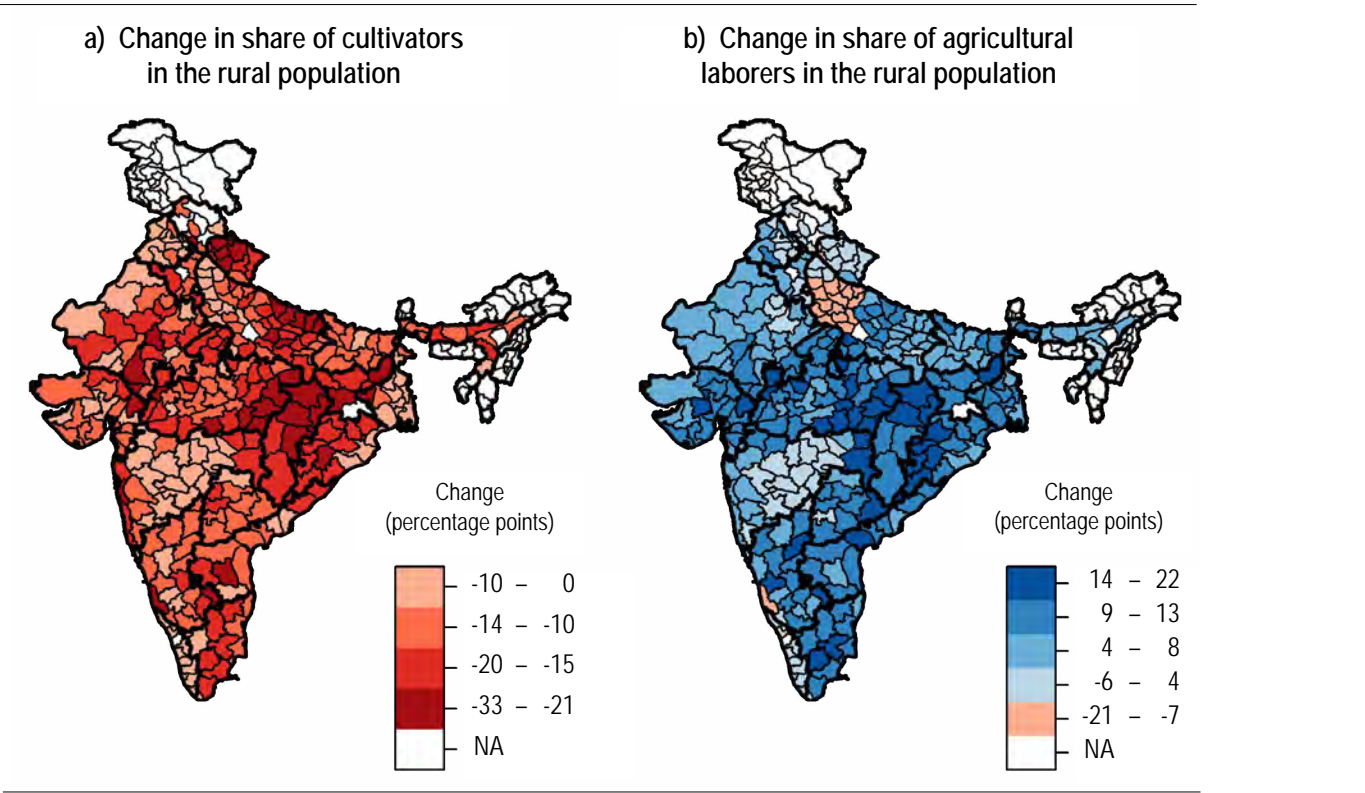 a) Change in share of cultivators
in the rural population
b) Change in share of agricultural
laborers in the rural population
Change
(percentage points)
-10 – 0
-14 – -10
-20 – -15
-33 – -21
NA
Change
(percentage points)
14 – 22
9 – 13
4 – 8
-6 – 4
-21 – -7
NA